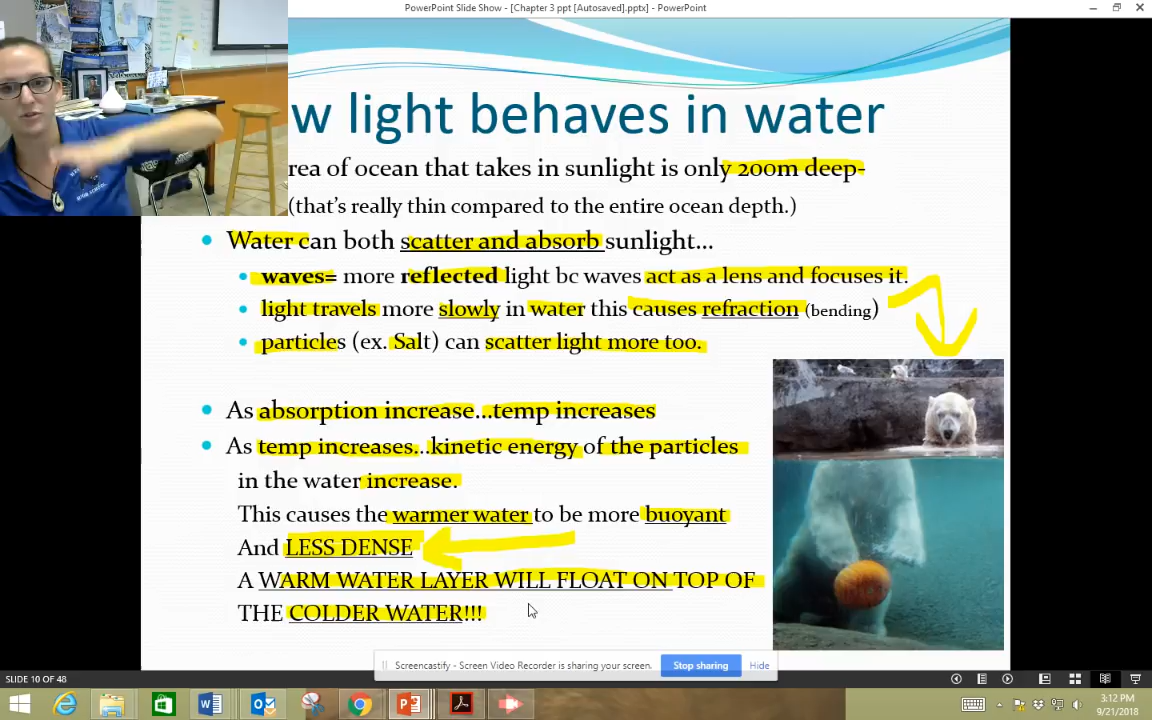 PowerPoint Slide Show - [Chapter 3 ppt [Autosaved].pptx] - PowerPoint
w light behaves in water
rea of ocean that takes in sunlight is only 200m deep-
(that's really thin compared to the entire ocean depth.)
Water can both scatter and absorb sunlight...
waves= more reflected light bc waves act as a lens and focuses it.
light travels more slowly in water this causes refraction (bending)
particles (ex. Salt) can scatter light more too.
As absorption increase...temp increases
As temp increases...kinetic energy of the particles
in the water increase.
This causes the warmer water to be more buoyant
And LESS DENSE
A WARM WATER LAYER WILL FLOAT ON TOP OF
THE COLDER WATER!!!
Screencastify - Screen Video Recorder is sharing your screen. Stop sharing Hide
SLIDE 10 OF 48
3:12 PM
9/21/2018